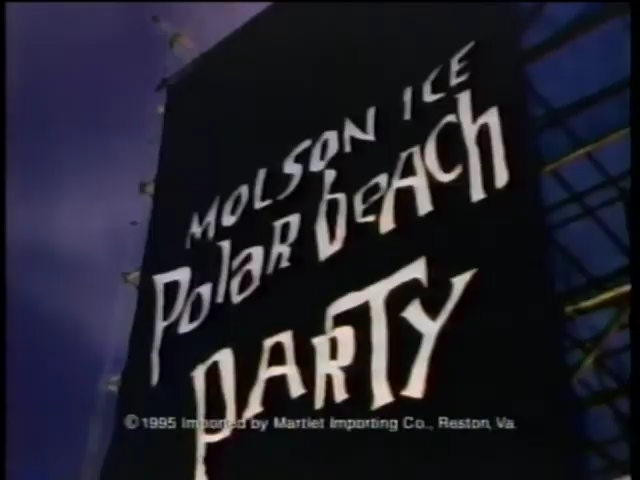 MOLSON ICE
Polar beach
PARTY
©1995 Imported by Martlet Importing Co., Reston, Va.